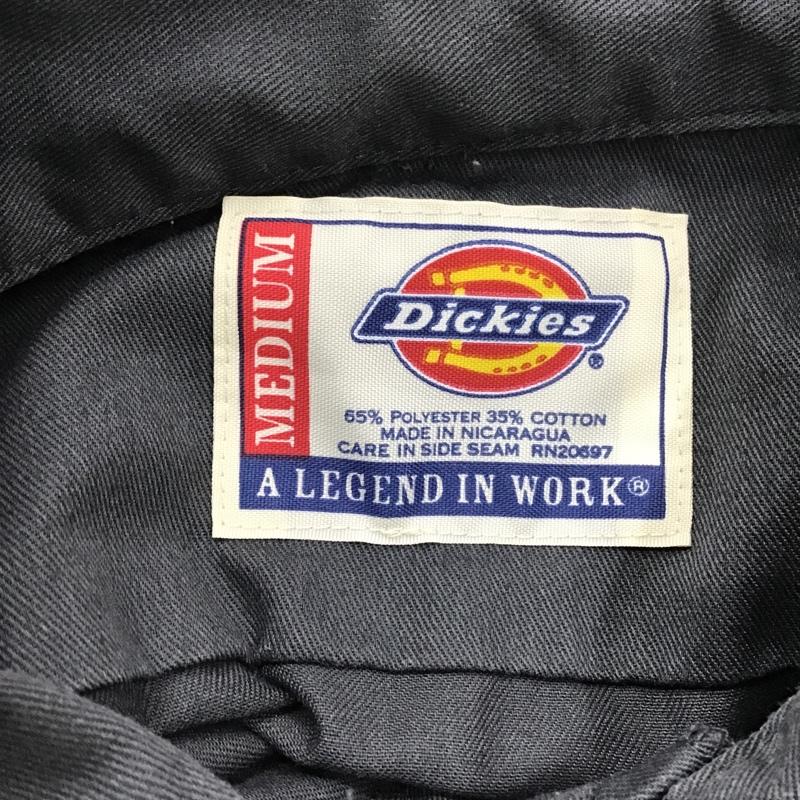 MEDIUM
Dickies®
65% POLYESTER 35% COTTON
MADE IN NICARAGUA
CARE IN SIDE SEAM RN20697
A LEGEND IN WORK®